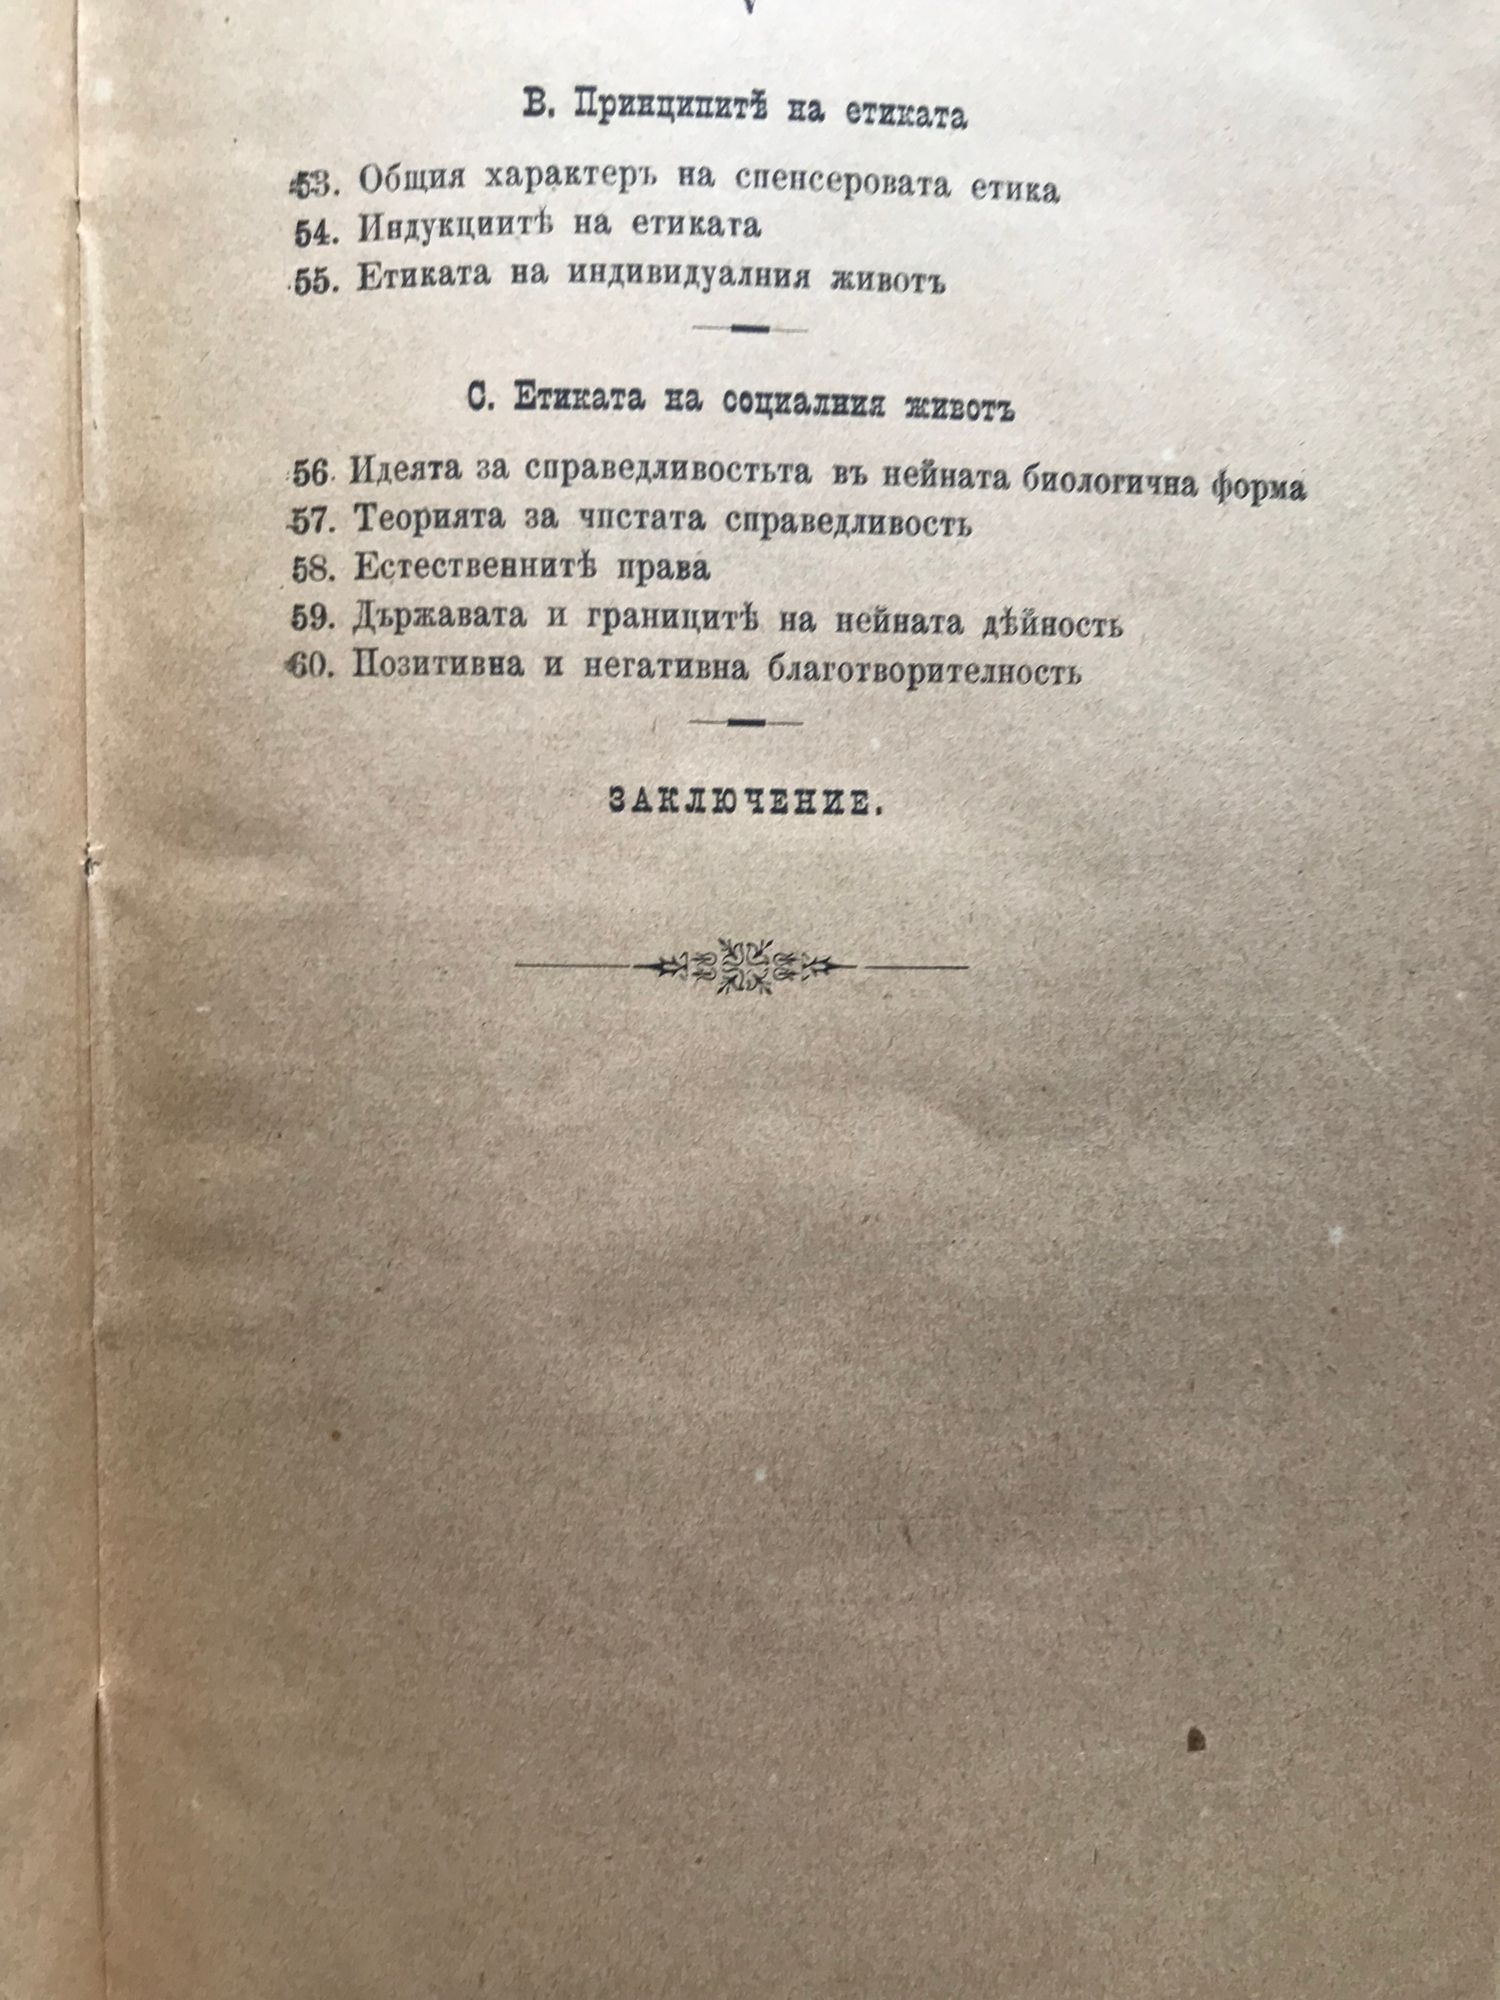 V
В. Принципитѣ на етиката
53. Общия характеръ на спенсеровата етика
54. Индукциитѣ на етиката
55. Етиката на индивидуалния животъ
С. Етиката на социалния животъ
56. Идеята за справедливостьта въ нейната биологична форма
57. Теорията за чпстата справедливость
58. Естественнитѣ права
59. Държавата и границитѣ на нейната дѣйность
60. Позитивна и негативна благотворителность
ЗАКЛЮЧЕНИЕ.